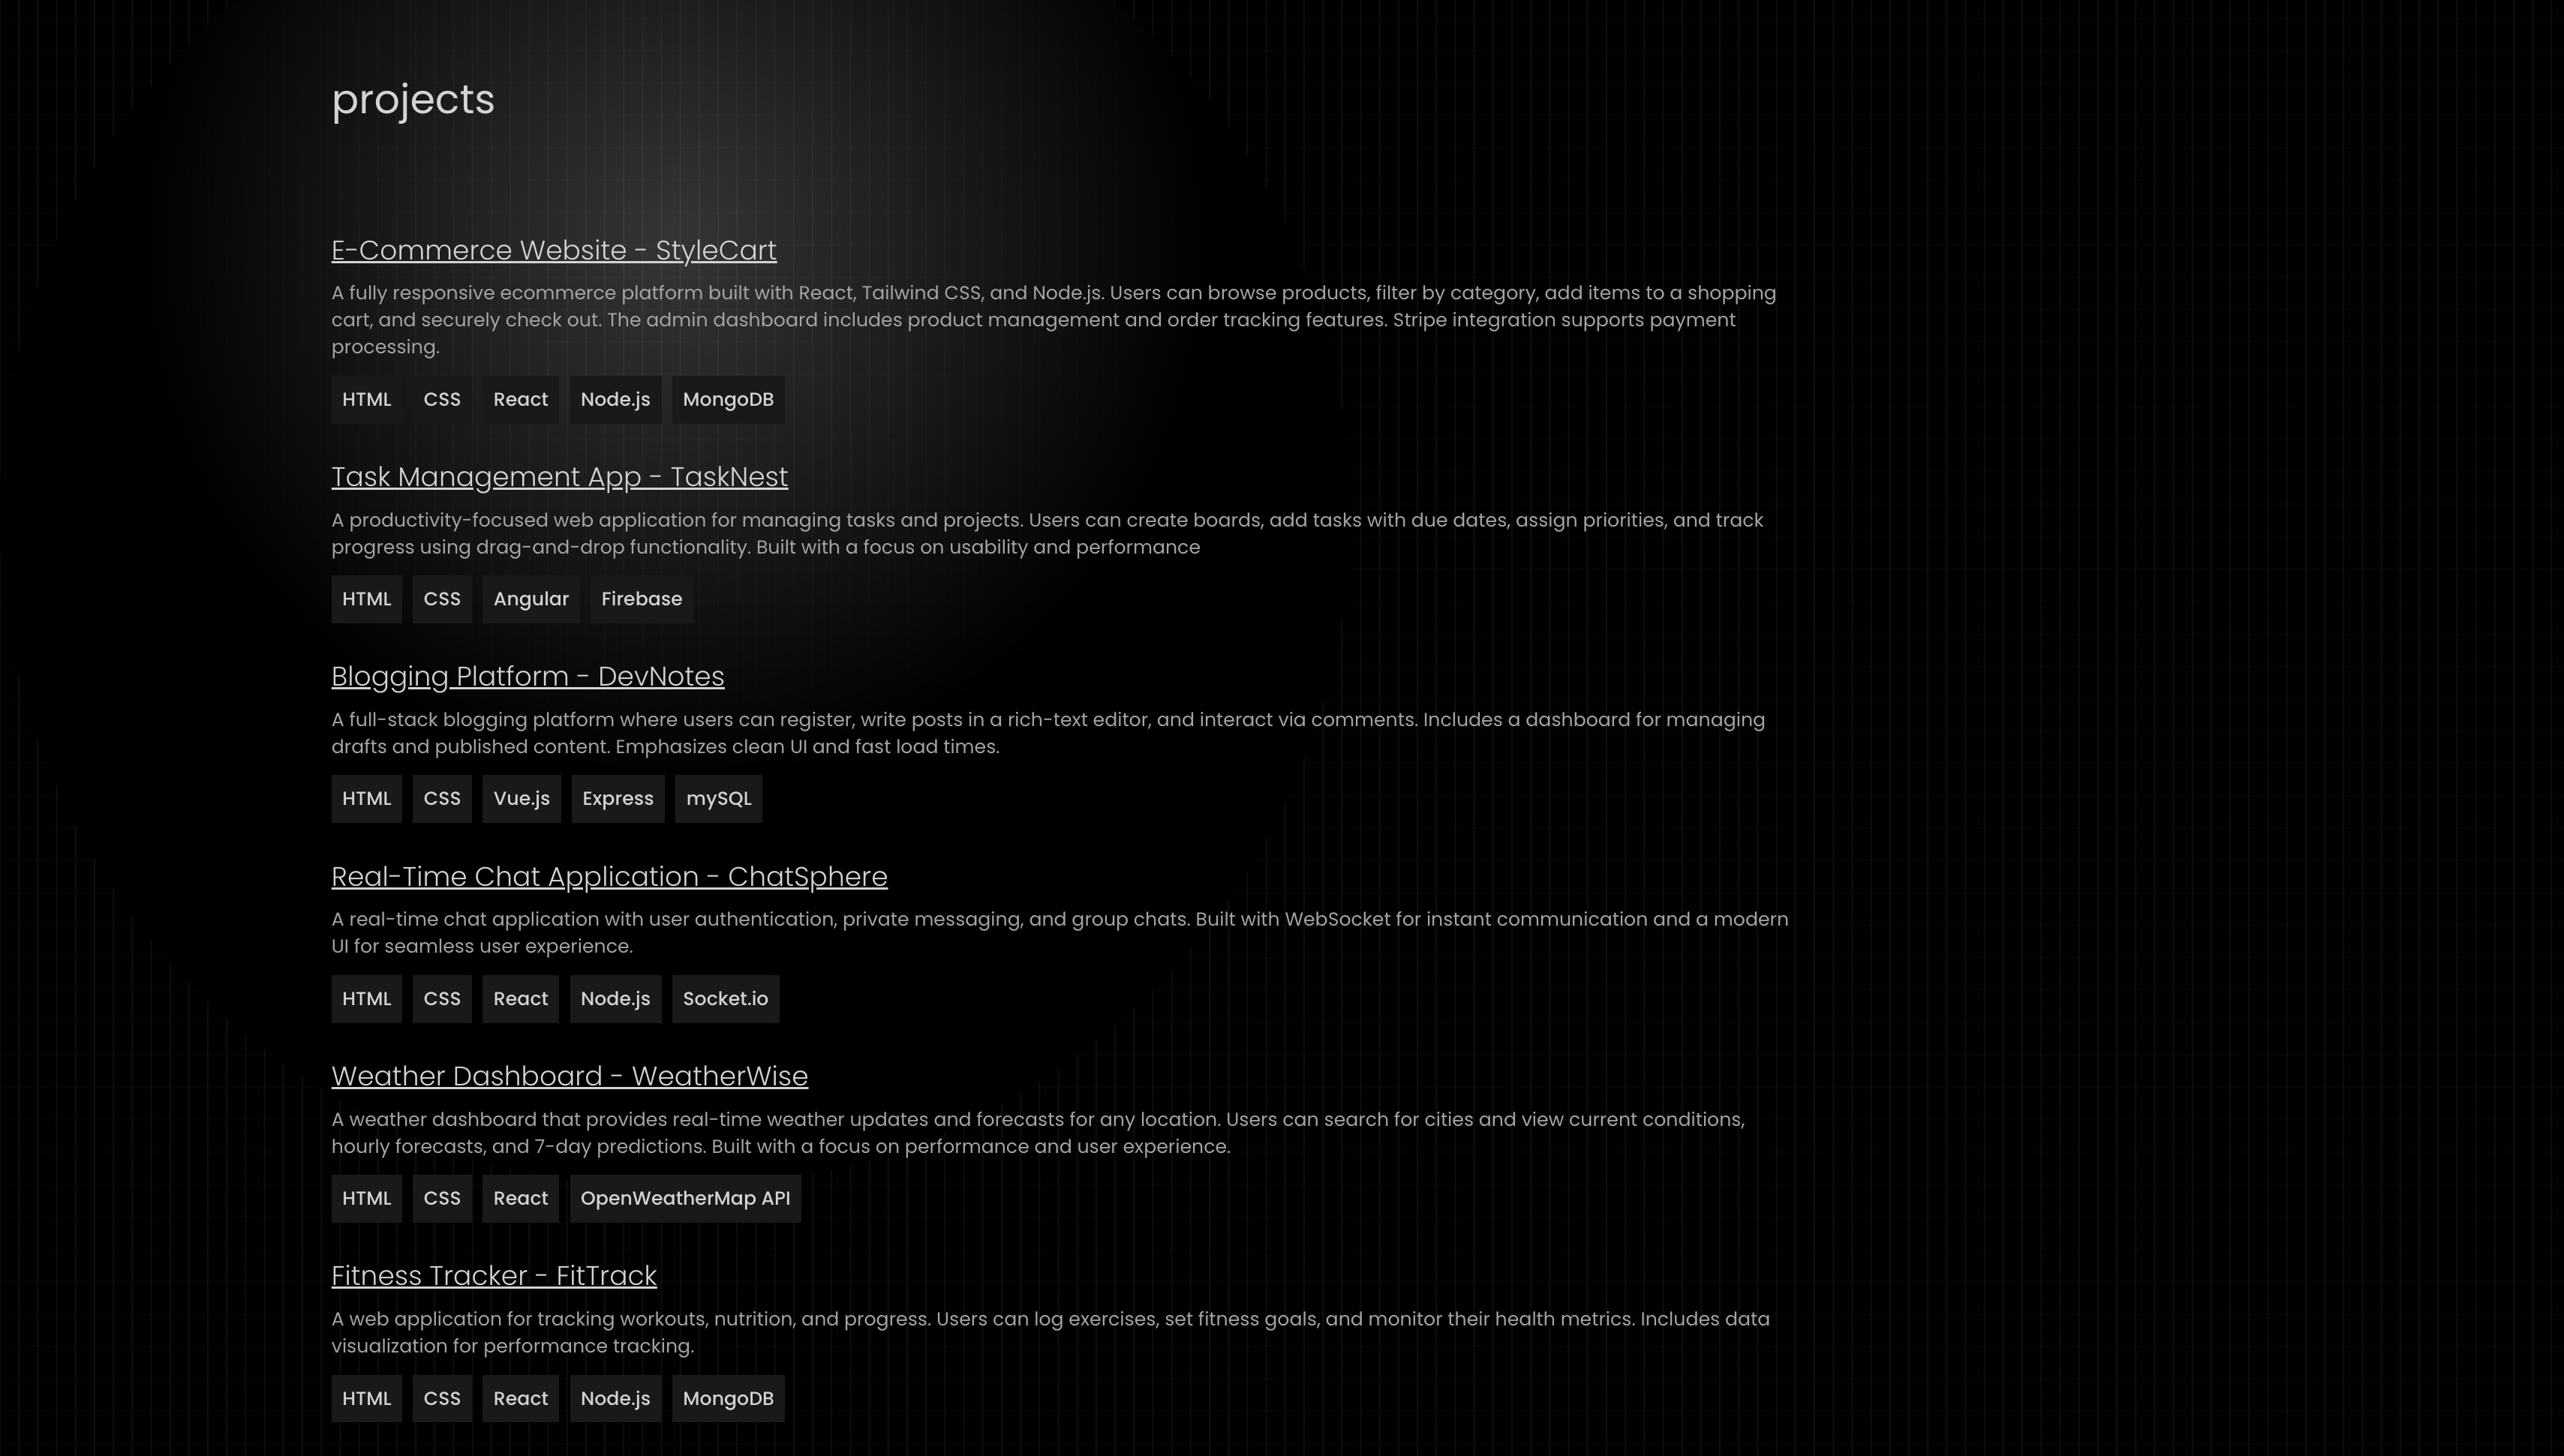 projects
E-Commerce Website - StyleCart
A fully responsive ecommerce platform built with React, Tailwind CSS, and Node.js. Users can browse products, filter by category, add items to a shopping
cart, and securely check out. The admin dashboard includes product management and order tracking features. Stripe integration supports payment
processing.
HTML CSS React Node.js MongoDB
Task Management App - TaskNest
A productivity-focused web application for managing tasks and projects. Users can create boards, add tasks with due dates, assign priorities, and track
progress using drag-and-drop functionality. Built with a focus on usability and performance
HTML CSS Angular Firebase
Blogging Platform - DevNotes
A full-stack blogging platform where users can register, write posts in a rich-text editor, and interact via comments. Includes a dashboard for managing
drafts and published content. Emphasizes clean UI and fast load times.
HTML CSS Vue.js Express mySQL
Real-Time Chat Application - ChatSphere
A real-time chat application with user authentication, private messaging, and group chats. Built with WebSocket for instant communication and a modern
UI for seamless user experience.
HTML CSS React Node.js Socket.io
Weather Dashboard - WeatherWise
A weather dashboard that provides real-time weather updates and forecasts for any location. Users can search for cities and view current conditions,
hourly forecasts, and 7-day predictions. Built with a focus on performance and user experience.
HTML CSS React OpenWeatherMap API
Fitness Tracker - FitTrack
A web application for tracking workouts, nutrition, and progress. Users can log exercises, set fitness goals, and monitor their health metrics. Includes data
visualization for performance tracking.
HTML CSS React Node.js MongoDB